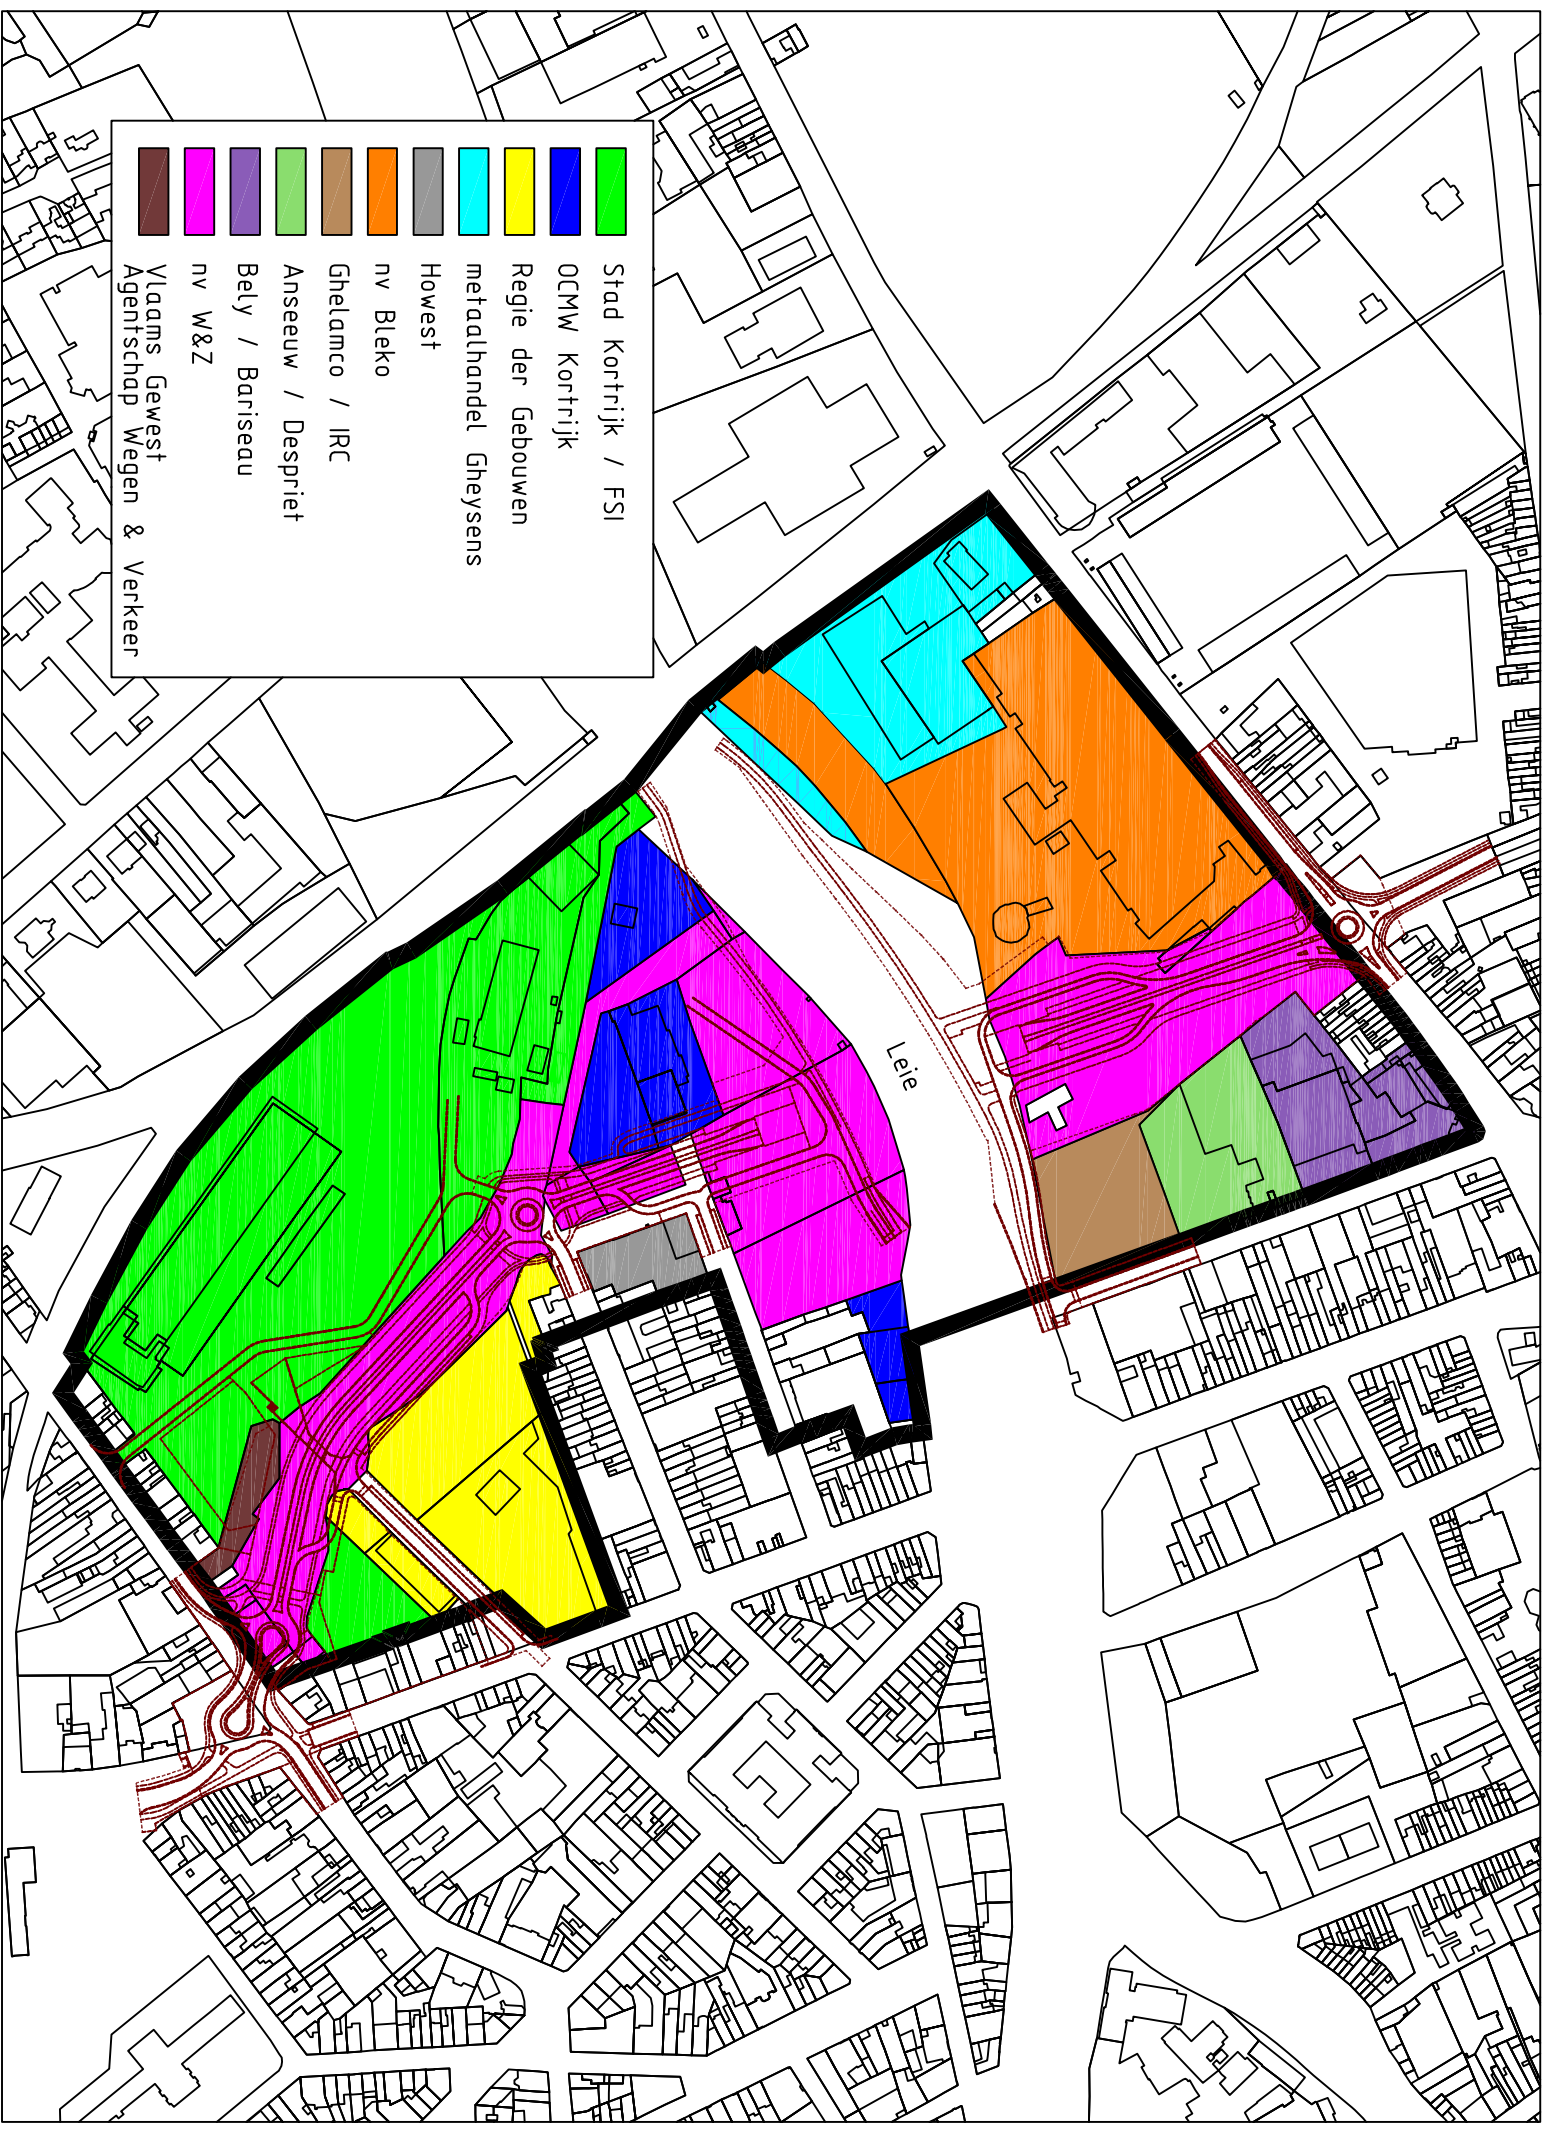 Stad Kortrijk / FSI
OCMW Kortrijk
Regie der Gebouwen
metaalhandel Gheysens
Howest
nv Bleko
Ghelamco / IRC
Anseeuw / Despriet
Bely / Bariseau
nv W&Z
Vlaams Gewest
Agentschap Wegen & Verkeer
Leie